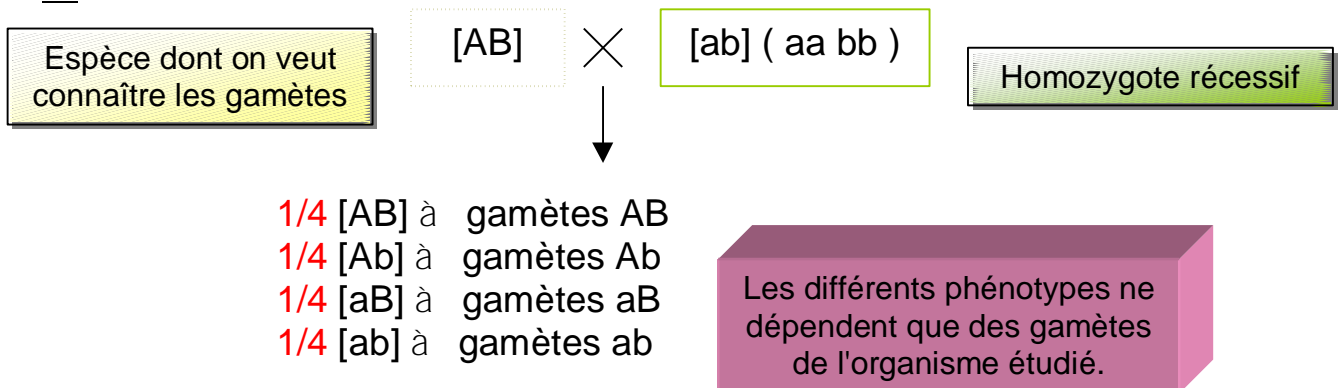 Espèce dont on veut
connaître les gamètes
[AB] × [ab] ( aa bb )
Homozygote récessif
1/4 [AB] à gamètes AB
1/4 [Ab] à gamètes Ab
1/4 [aB] à gamètes aB
1/4 [ab] à gamètes ab
Les différents phénotypes ne
dépendent que des gamètes
de l'organisme étudié.